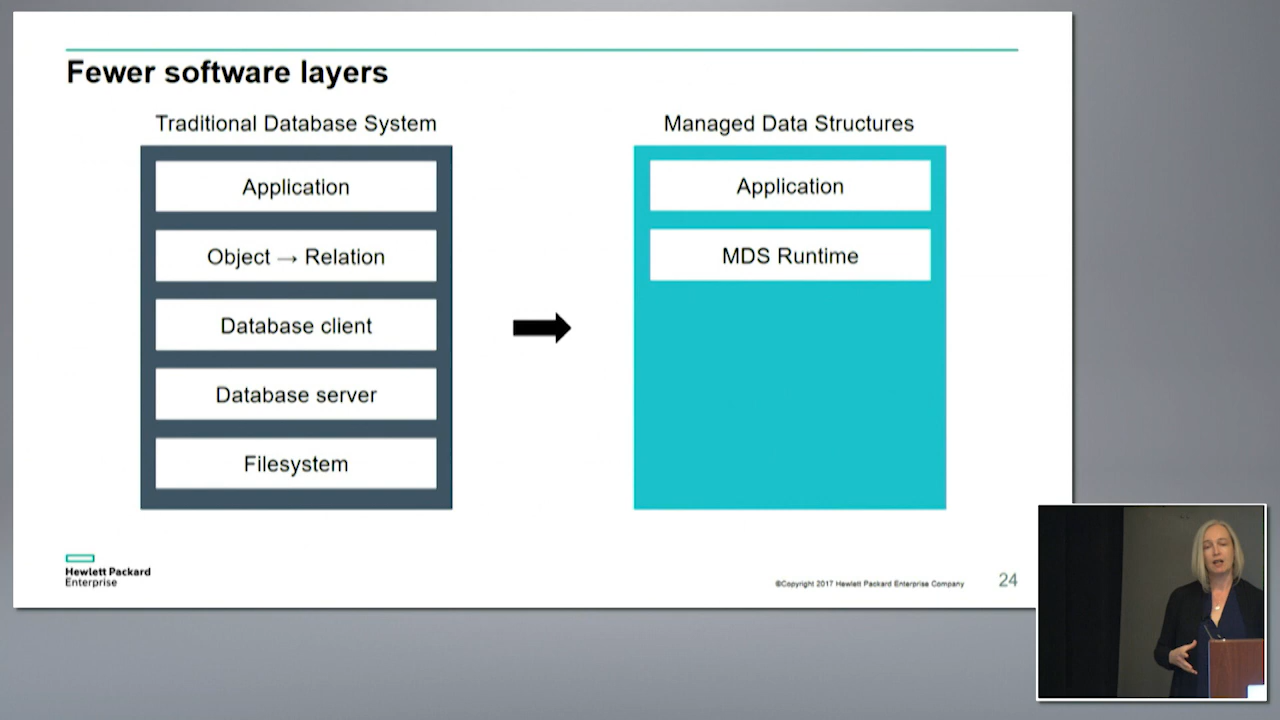 Fewer software layers
Traditional Database System
Application
Object → Relation
Database client
Database server
Filesystem
Managed Data Structures
Application
MDS Runtime
Hewlett Packard
Enterprise
©Copyright 2017 Hewlett Packard Enterprise Company
24